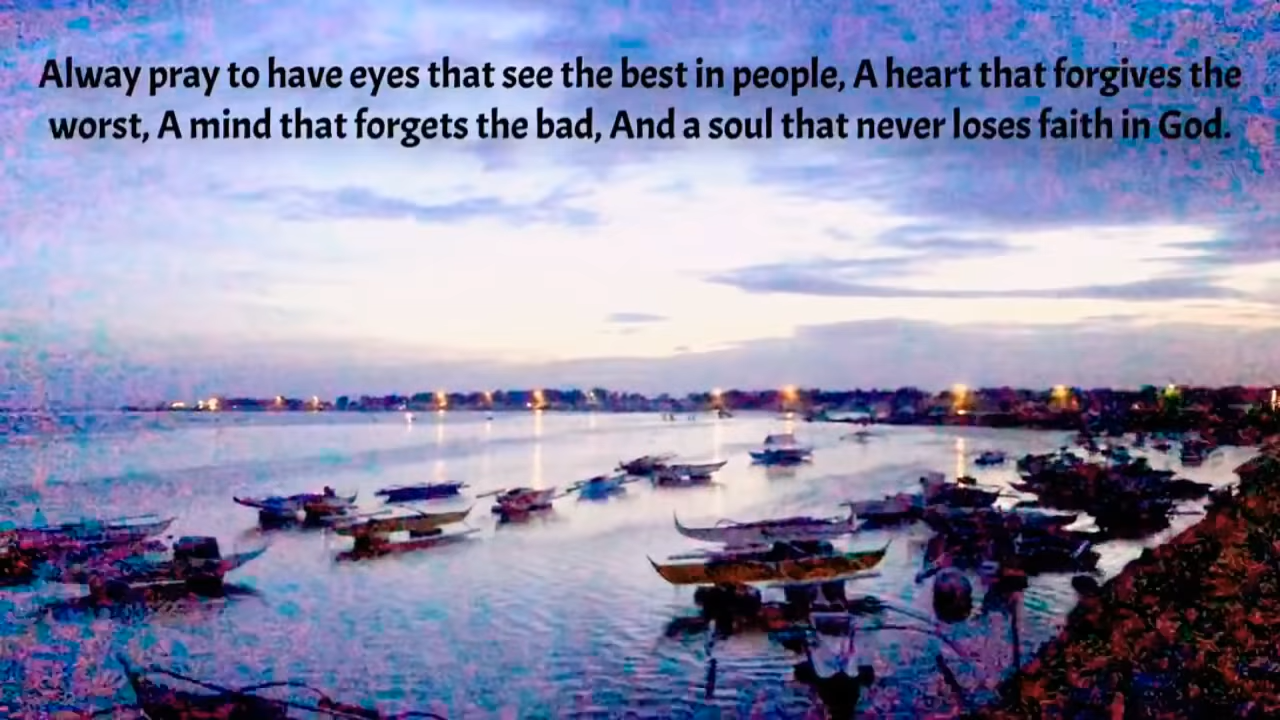 Alway pray to have eyes that see the best in people, A heart that forgives the
worst, A mind that forgets the bad, And a soul that never loses faith in God.